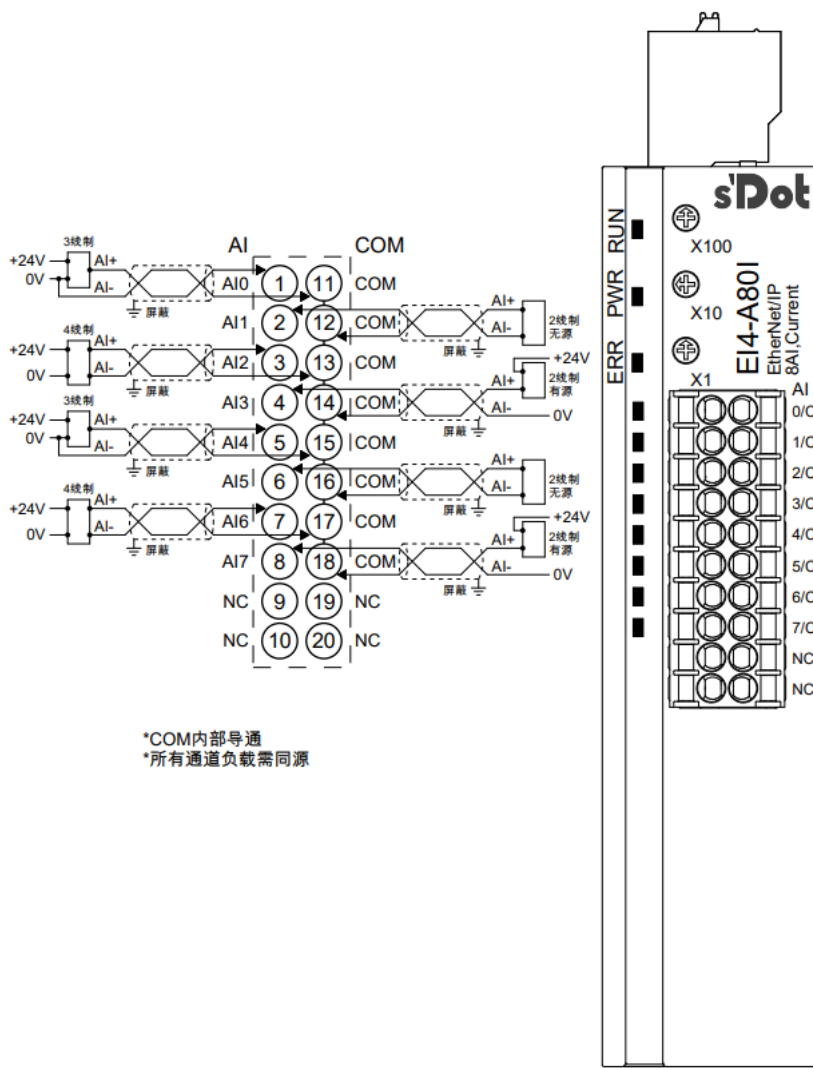 AI COM
3线制
+24V AI+
0V AI-
屏蔽
AI0 1 11 COM
AI+
AI-
2线制
无源
屏蔽
AI1 2 12 COM
4线制
+24V AI+
0V AI-
屏蔽
AI2 3 13 COM
+24V
AI+
2线制
有源
AI- 0V
屏蔽
AI3 4 14 COM
3线制
+24V AI+
0V AI-
屏蔽
AI4 5 15 COM
AI+
AI-
2线制
无源
屏蔽
AI5 6 16 COM
4线制
+24V AI+
0V AI-
屏蔽
AI6 7 17 COM
+24V
AI+
2线制
有源
AI- 0V
屏蔽
AI7 8 18 COM
NC 9 19 NC
NC 10 20 NC
*COM内部导通
*所有通道负载需同源
s'Dot
RUN
PWR
ERR
X100
X10
X1
EI4-A80I
EtherNet/IP
8AI,Current
AI
0/C
1/C
2/C
3/C
4/C
5/C
6/C
7/C
NC
NC